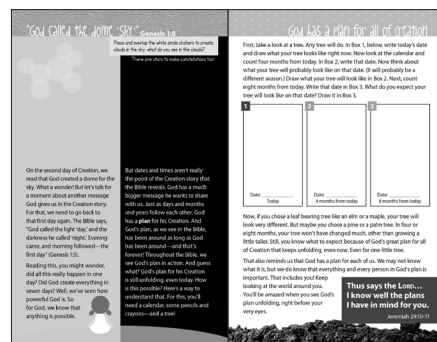 "God called the dome 'sky.'" Genesis 1:8
Place and overlap the white circle stickers to create
clouds in the sky. what do you see in the clouds?
There are stars to make constellations too!
On the second day of Creation, we
read that God created a dome for the
sky. What a wonder! But let's talk for
a moment about another message
God gives us in the Creation story.
For that, we need to go back to
that first day again. The Bible says,
"God called the light 'day,' and the
darkness he called 'night.' Evening
came, and morning followed—the
first day" (Genesis 1:5).
Reading this, you might wonder,
did all this really happen in one
day? Did God create everything in
seven days? Well, we've seen how
powerful God is. So
for God, we know that
anything is possible.
But dates and times aren't really
the point of the Creation story that
the Bible reveals. God has a much
bigger message he wants to share
with us. Just as days and months
and years follow each other, God
has a plan for his Creation. And
God's plan, as we see in the Bible,
has been around as long as God
has been around—and that's
forever! Throughout the Bible, we
see God's plan in action. And guess
what? God's plan for his Creation
is still unfolding, even today. How
is this possible? Here's a way to
understand that. For this, you'll
need a calendar, some pencils and
crayons—and a tree!
God has a plan for all of creation
First, take a look at a tree. Any tree will do. In Box 1, below, write today's date
and draw what your tree looks like right now. Now look at the calendar and
count four months from today. In Box 2, write that date. Now think about
what your tree will probably look like on that date. (It will probably be a
different season.) Draw what your tree will look like in Box 2. Next, count
eight months from today. Write that date in Box 3. What do you expect your
tree will look like on that date? Draw it in Box 3.
1
2
3
Date:
Today
Date:
4 months from today
Date:
8 months from today
Now, if you chose a leaf bearing tree like an elm or a maple, your tree will
look very different. But maybe you chose a pine or a palm tree. In four or
eight months, your tree won't have changed much, other than growing a
little taller. Still, you know what to expect because of God's great plan for all
of Creation that keeps unfolding, even now. Even for one little tree.
That also reminds us that God has a plan for each of us. We may not know
what it is, but we do know that everything and every person in God's plan is
important. That includes you! Keep
looking at the world around you.
You'll be amazed when you see God's
plan unfolding, right before your
very eyes.
Thus says the LORD…
I know well the plans
I have in mind for you.
Jeremiah 29:10-11